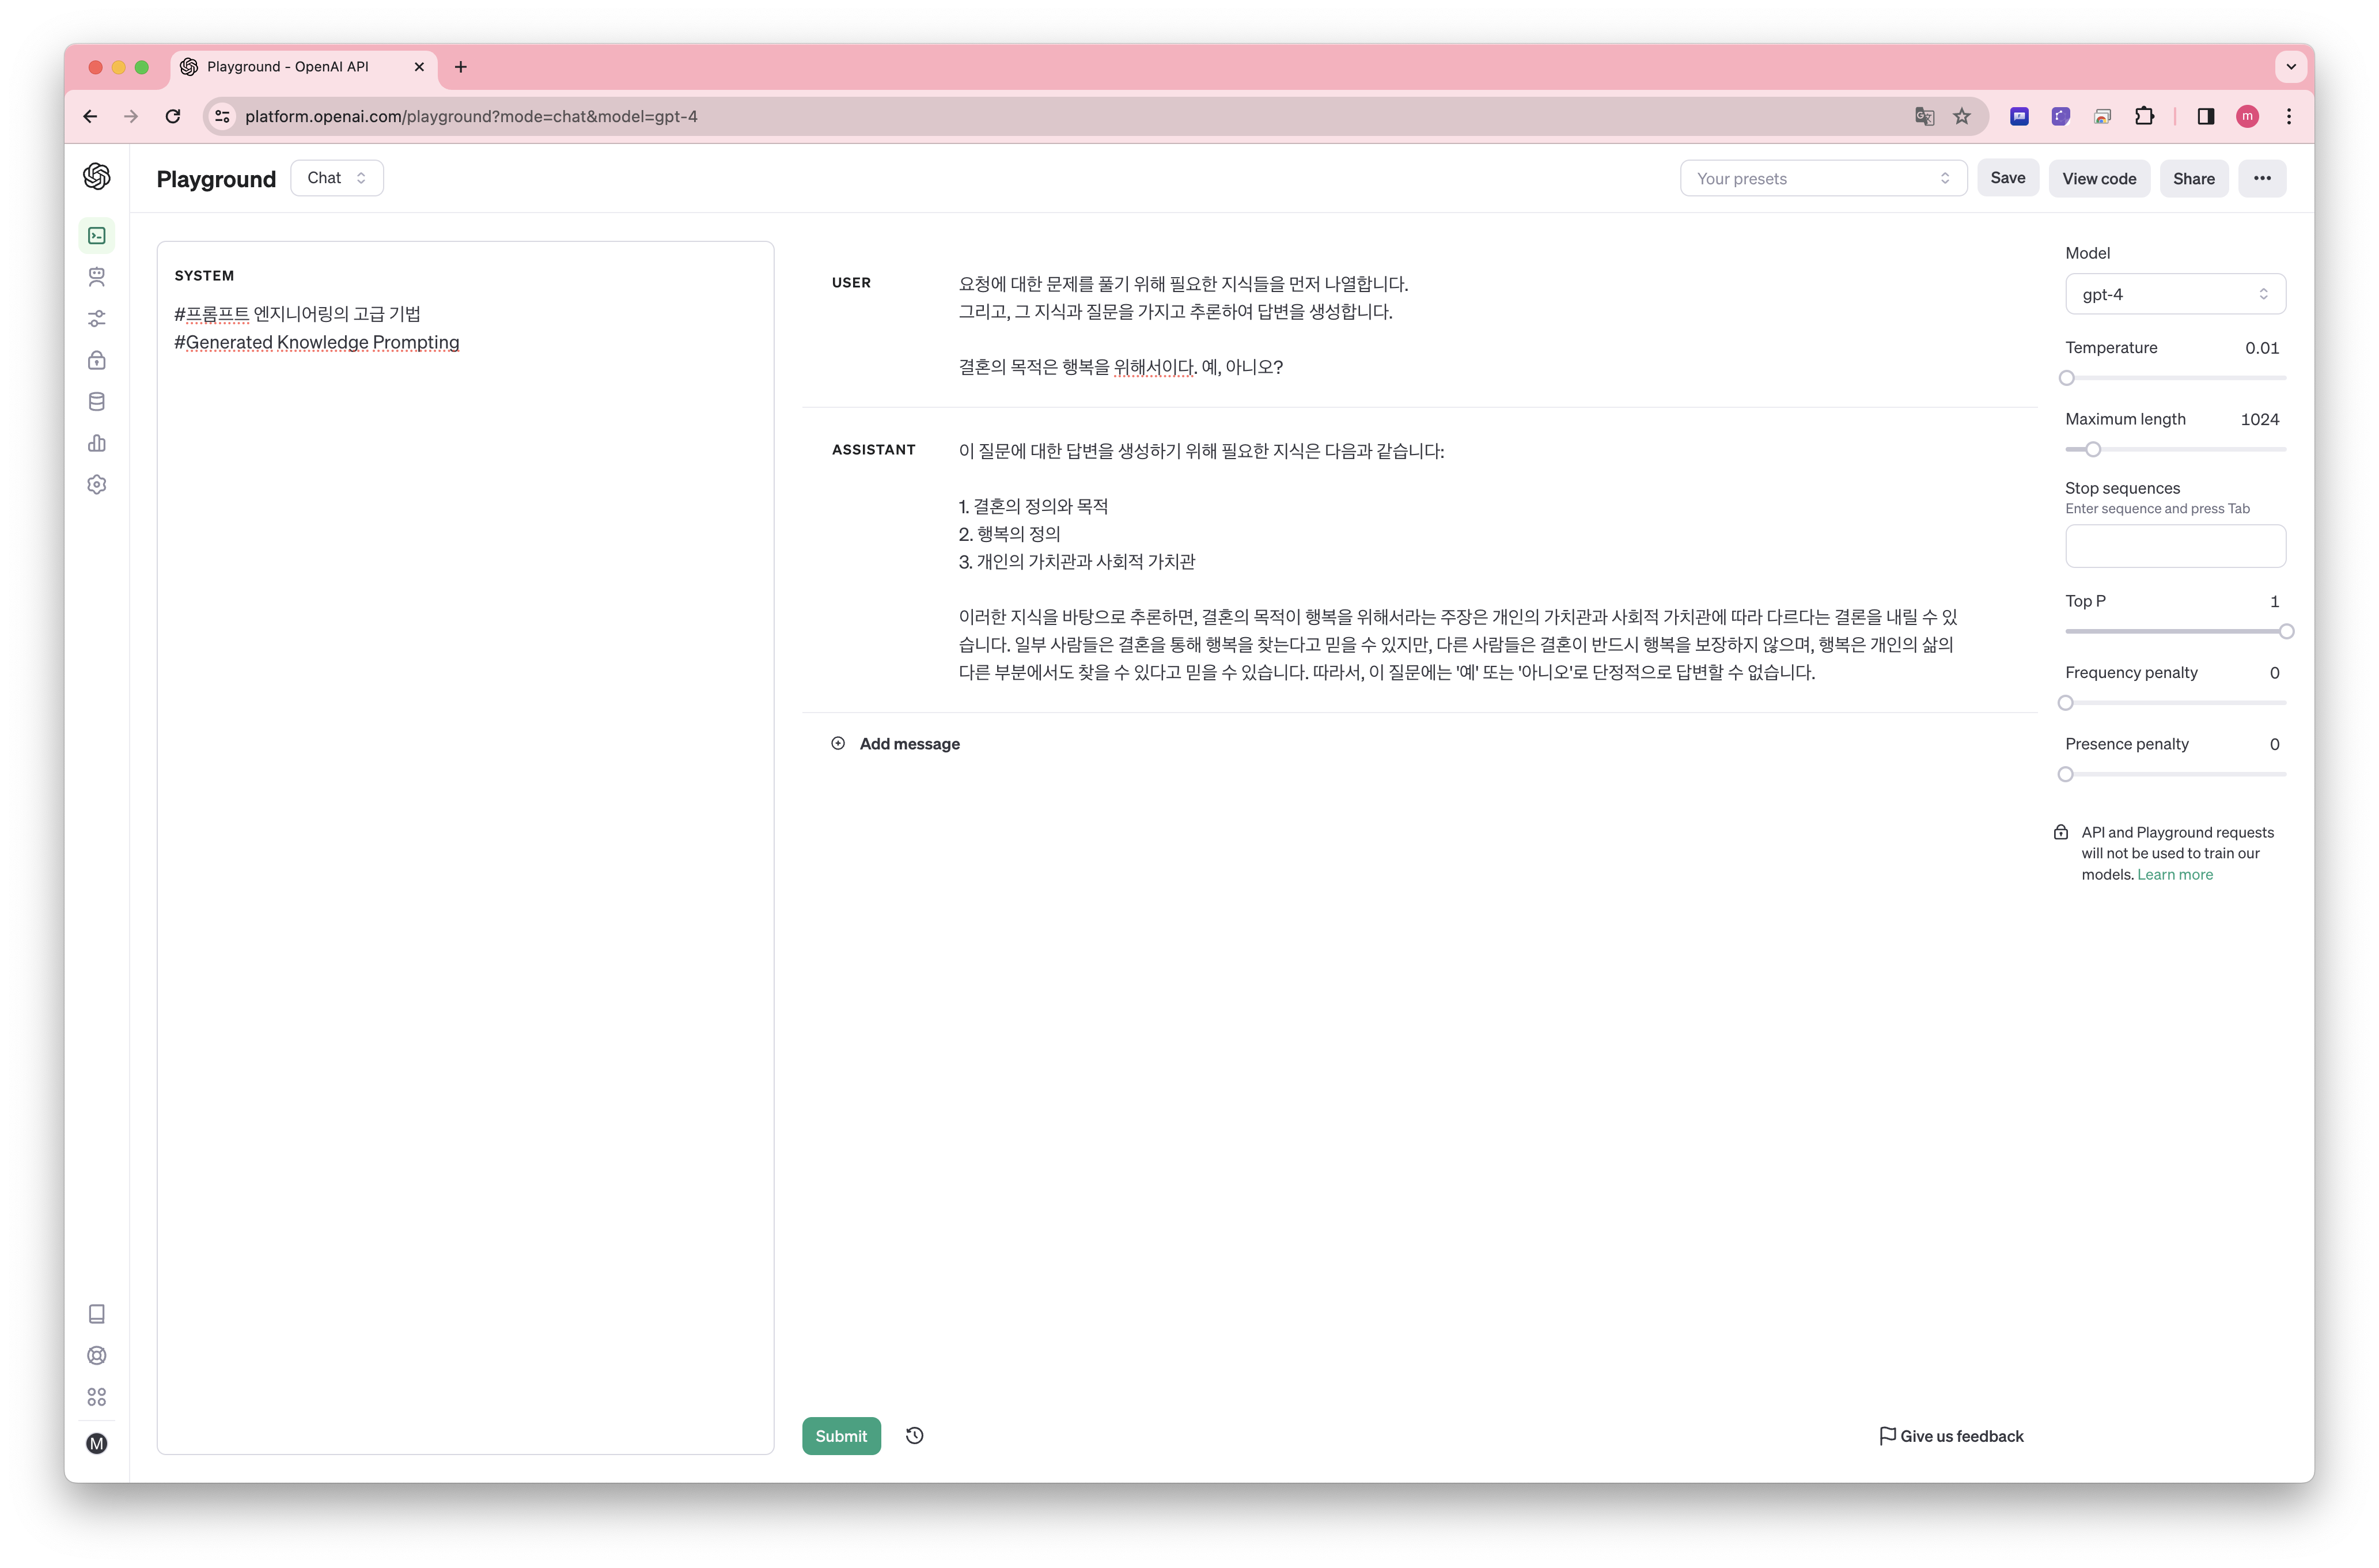 Playground - OpenAI API
platform.openai.com/playground?mode=chat&model=gpt-4
m
Playground
Chat
Your presets
Save
View code
Share
SYSTEM
#프롬프트 엔지니어링의 고급 기법
#Generated Knowledge Prompting
USER
요청에 대한 문제를 풀기 위해 필요한 지식들을 먼저 나열합니다.
그리고, 그 지식과 질문을 가지고 추론하여 답변을 생성합니다.
결혼의 목적은 행복을 위해서이다. 예, 아니오?
ASSISTANT
이 질문에 대한 답변을 생성하기 위해 필요한 지식은 다음과 같습니다:
1. 결혼의 정의와 목적
2. 행복의 정의
3. 개인의 가치관과 사회적 가치관
이러한 지식을 바탕으로 추론하면, 결혼의 목적이 행복을 위해서라는 주장은 개인의 가치관과 사회적 가치관에 따라 다르다는 결론을 내릴 수 있
습니다. 일부 사람들은 결혼을 통해 행복을 찾는다고 믿을 수 있지만, 다른 사람들은 결혼이 반드시 행복을 보장하지 않으며, 행복은 개인의 삶의
다른 부분에서도 찾을 수 있다고 믿을 수 있습니다. 따라서, 이 질문에는 '예' 또는 '아니오'로 단정적으로 답변할 수 없습니다.
Add message
Submit
Give us feedback
M
Model
gpt-4
Temperature 0.01
Maximum length 1024
Stop sequences
Enter sequence and press Tab
Top P 1
Frequency penalty 0
Presence penalty 0
API and Playground requests
will not be used to train our
models. Learn more